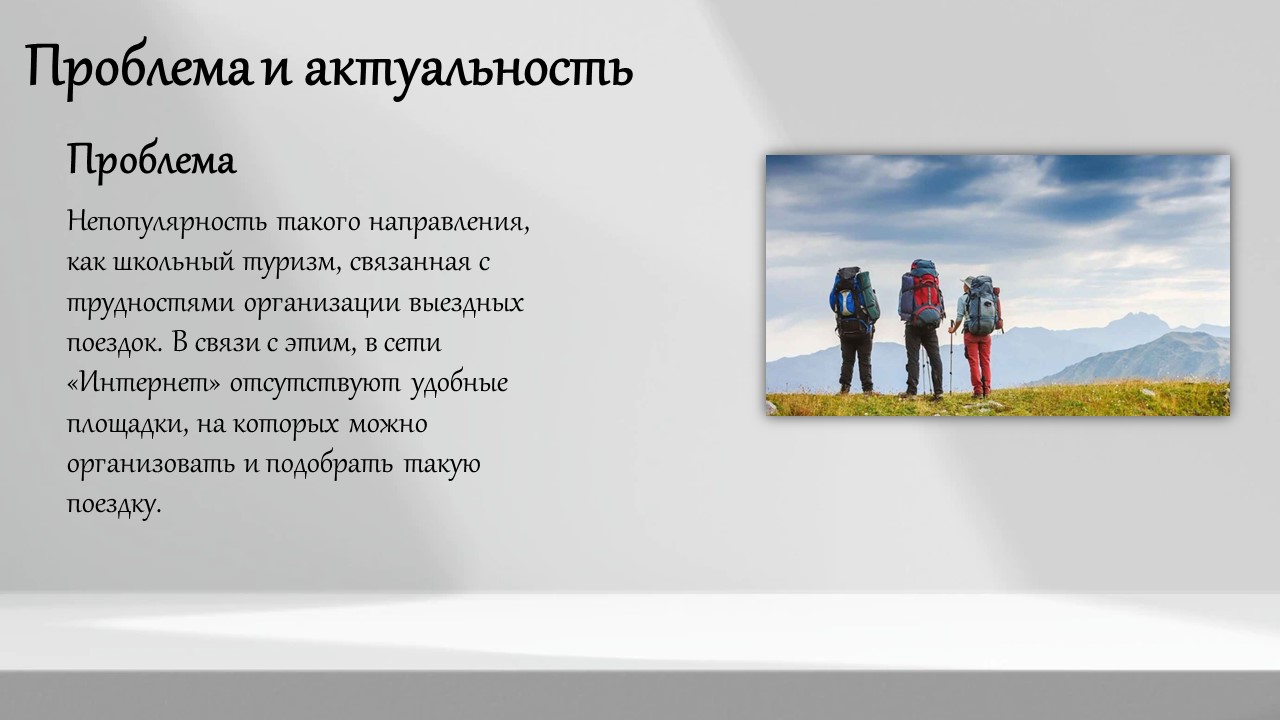 Проблема и актуальность
Проблема
Непопулярность такого направления,
как школьный туризм, связанная с
трудностями организации выездных
поездок. В связи с этим, в сети
«Интернет» отсутствуют удобные
площадки, на которых можно
организовать и подобрать такую
поездку.